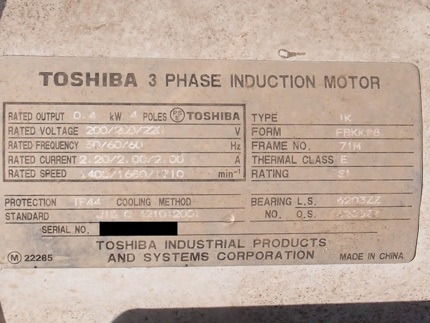 TOSHIBA 3 PHASE INDUCTION MOTOR
RATED OUTPUT 0.4 kW 4 POLES TOSHIBA
RATED VOLTAGE 200/200/220 V
RATED FREQUENCY 50/60/60 Hz
RATED CURRENT 2.20/2.00/2.00 A
RATED SPEED 1400/1680/1710 min⁻¹
TYPE IK
FORM
FRAME NO. 71M
THERMAL CLASS E
RATING S1
PROTECTION IP44 COOLING METHOD
STANDARD JIS C
BEARING L.S. 6203ZZ
NO. O.S.
SERIAL NO.
TOSHIBA INDUSTRIAL PRODUCTS
AND SYSTEMS CORPORATION
M 22285
MADE IN CHINA